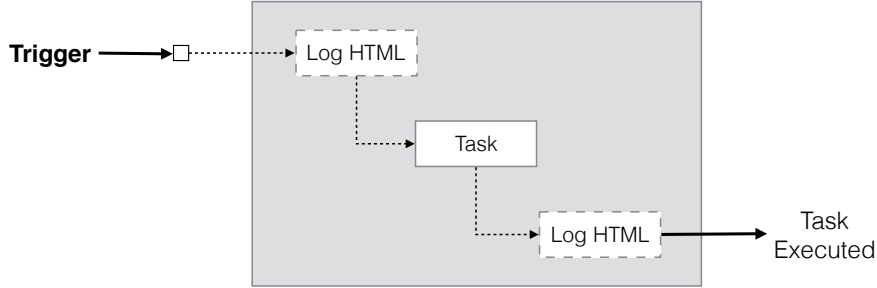 Trigger
Log HTML
Task
Log HTML
Task
Executed